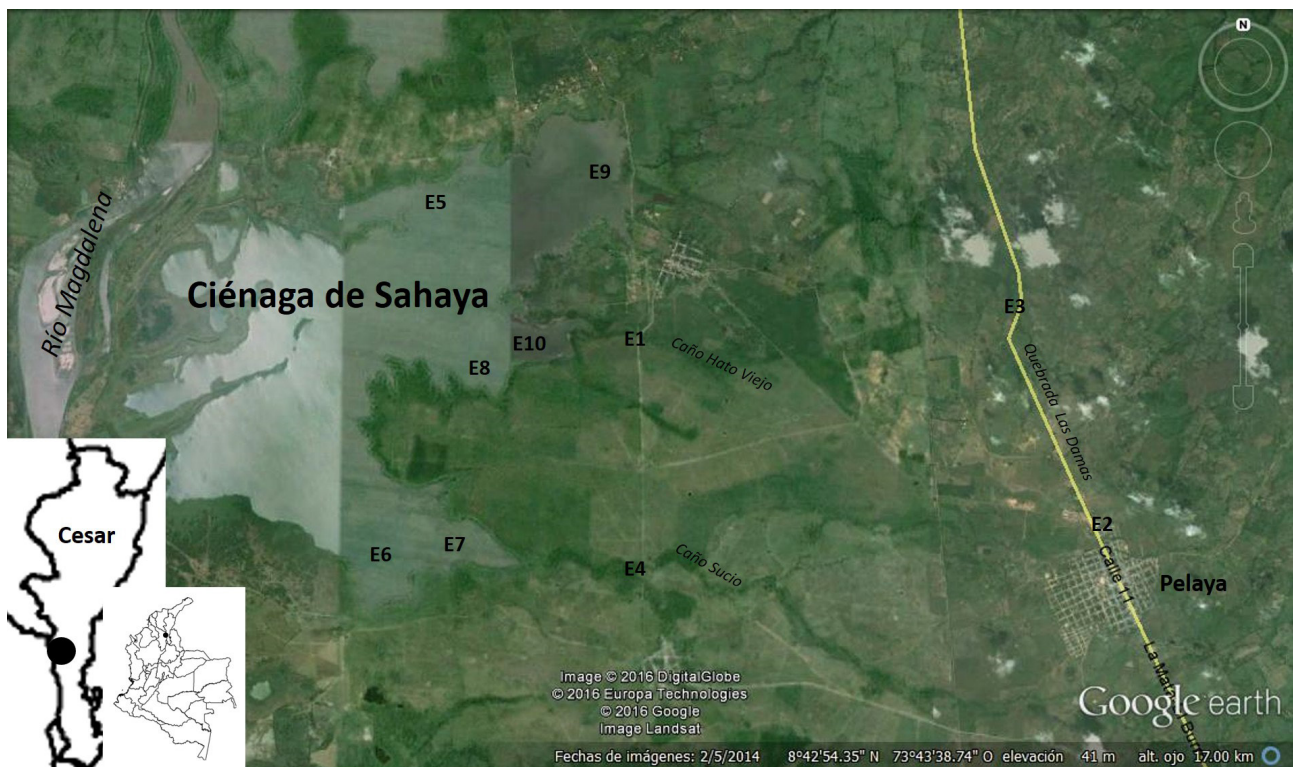 N
E9
E5
Río Magdalena
Ciénaga de Sahaya
E3
E10
E1
Caño Hato Viejo
E8
Quebrada Las Damas
Cesar
E2
E7
E6
E4
Caño Sucio
Calle 11
Pelaya
La Mata
Image © 2016 DigitalGlobe
© 2016 Europa Technologies
© 2016 Google
Image Landsat
Google earth
Fechas de imágenes: 2/5/2014 8°42'54.35" N 73°43'38.74" O elevación 41 m alt. ojo 17.00 km